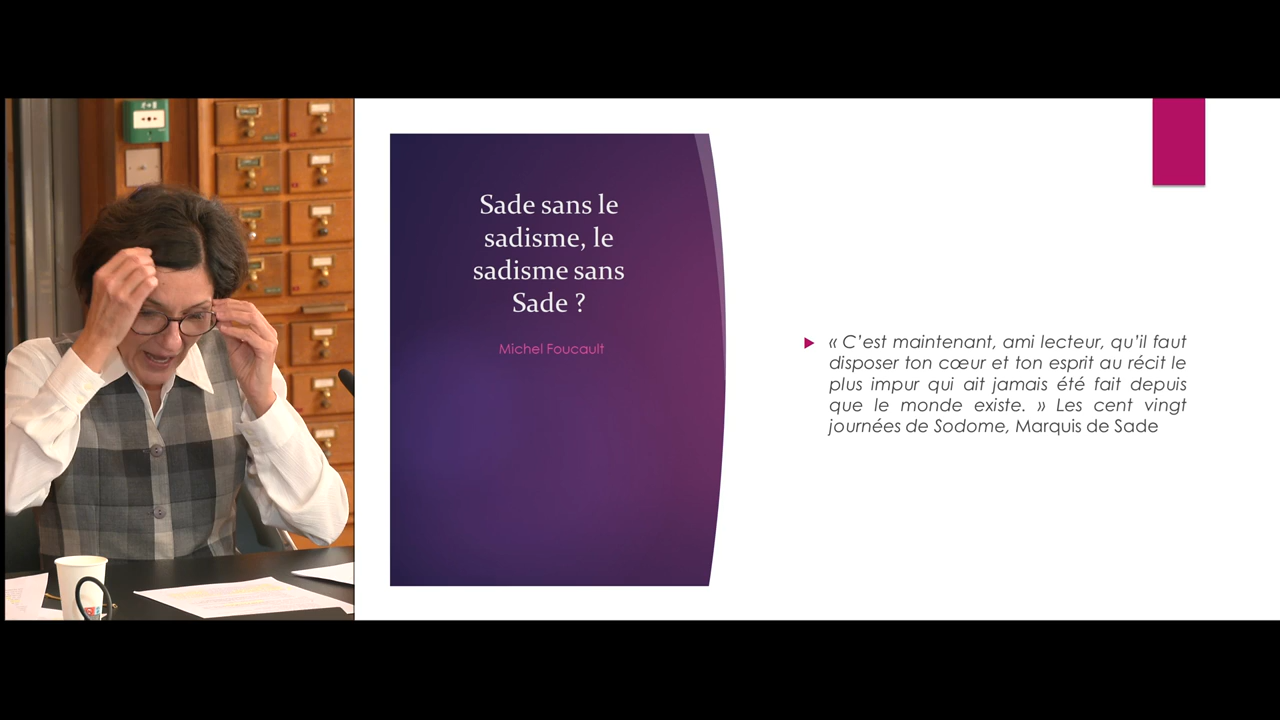 Sade sans le
sadisme, le
sadisme sans
Sade ?
Michel Foucault
« C’est maintenant, ami lecteur, qu’il faut
disposer ton cœur et ton esprit au récit le
plus impur qui ait jamais été fait depuis
que le monde existe. » Les cent vingt
journées de Sodome, Marquis de Sade